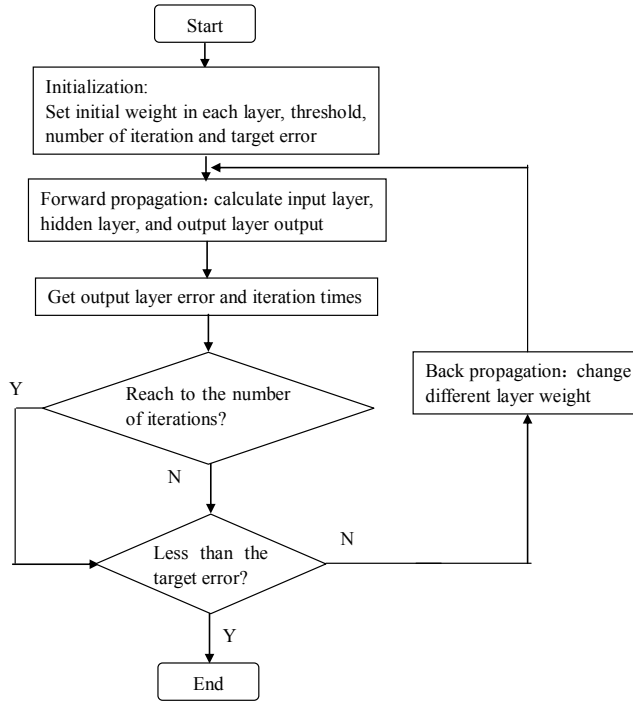 Start
Initialization:
Set initial weight in each layer, threshold,
number of iteration and target error
Forward propagation: calculate input layer,
hidden layer, and output layer output
Get output layer error and iteration times
Back propagation: change
different layer weight
Y
Reach to the number
of iterations?
N
Less than the
target error?
N
Y
End